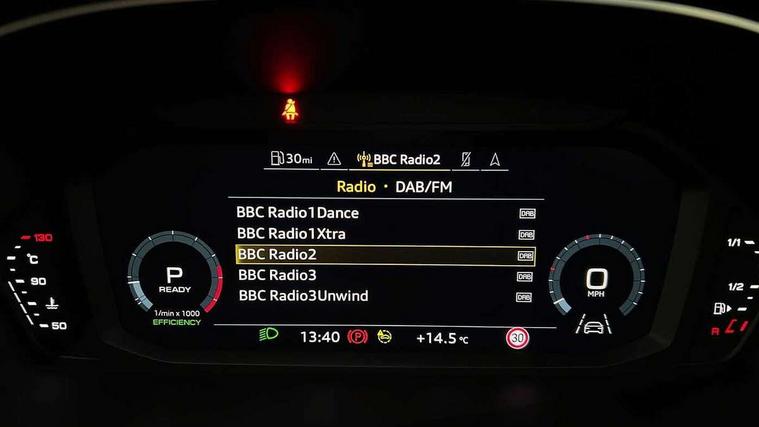 30mi BBC Radio2
Radio · DAB/FM
BBC Radio1Dance DAB
BBC Radio1Xtra DAB
BBC Radio2 DAB
BBC Radio3 DAB
BBC Radio3Unwind DAB
130
°C
90
50
P
READY
1/min x 1000
EFFICIENCY
0
MPH
1/1
1/2
R
13:40 P +14.5 °C 30